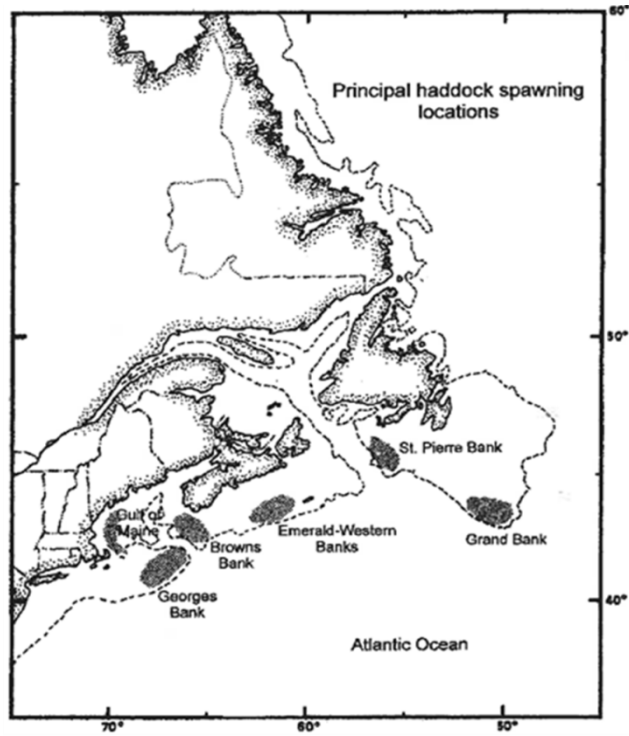 60°
Principal haddock spawning
locations
50°
St. Pierre Bank
Gulf of
Maine
Emerald-Western
Banks
Grand Bank
Browns
Bank
Georges
Bank
40°
Atlantic Ocean
70°
60°
50°